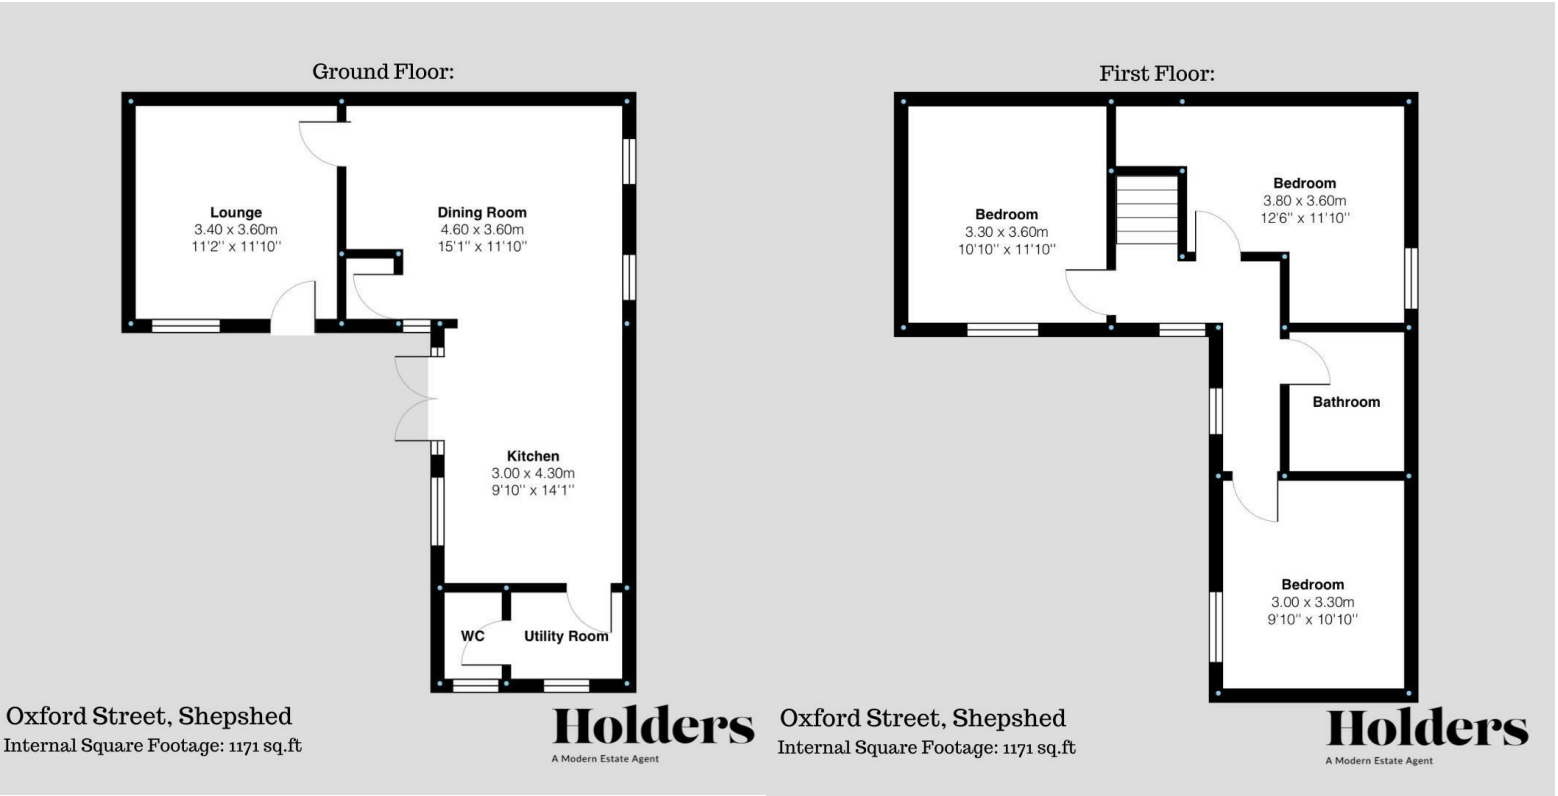 Ground Floor:
Lounge
3.40 x 3.60m
11'2'' x 11'10''
Dining Room
4.60 x 3.60m
15'1'' x 11'10''
Kitchen
3.00 x 4.30m
9'10'' x 14'1''
WC
Utility Room
Oxford Street, Shepshed
Internal Square Footage: 1171 sq.ft
Holders
A Modern Estate Agent
First Floor:
Bedroom
3.30 x 3.60m
10'10'' x 11'10''
Bedroom
3.80 x 3.60m
12'6'' x 11'10''
Bathroom
Bedroom
3.00 x 3.30m
9'10'' x 10'10''
Oxford Street, Shepshed
Internal Square Footage: 1171 sq.ft
Holders
A Modern Estate Agent